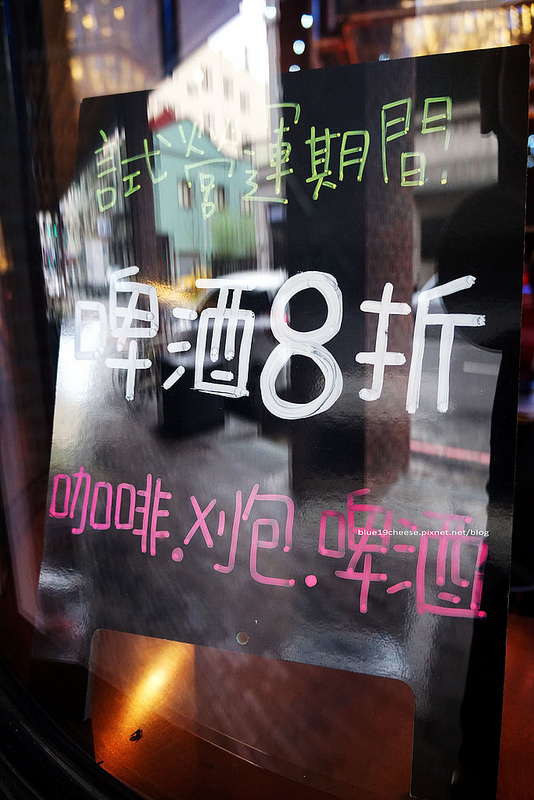 試營運期間.
啤酒8折
咖啡.刈包.啤酒
blue19cheese.pixnet.net/blog